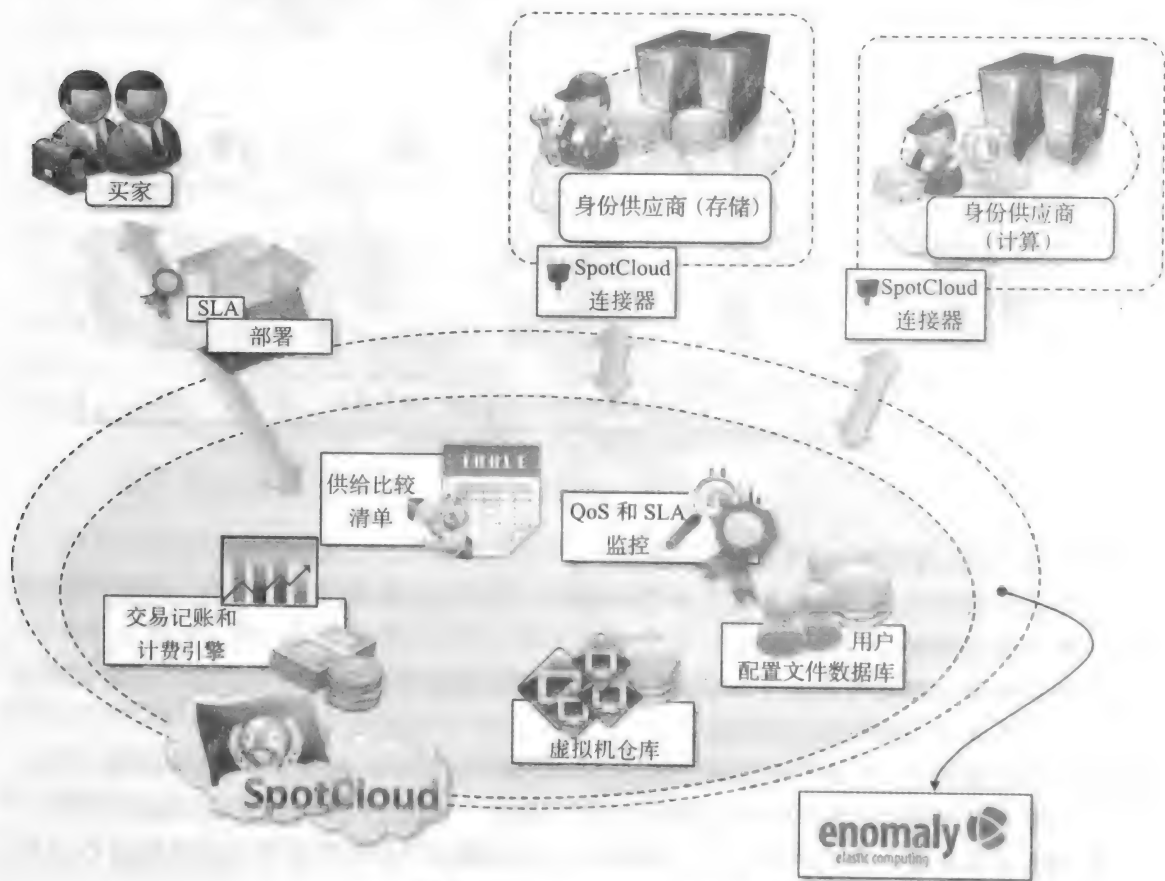 买家
身份供应商（存储）
身份供应商
（计算）
SpotCloud
连接器
SpotCloud
连接器
SLA
部署
供给比较
清单
QoS 和 SLA
监控
交易记账和
计费引擎
用户
配置文件数据库
虚拟机仓库
SpotCloud
enomaly
elastic computing